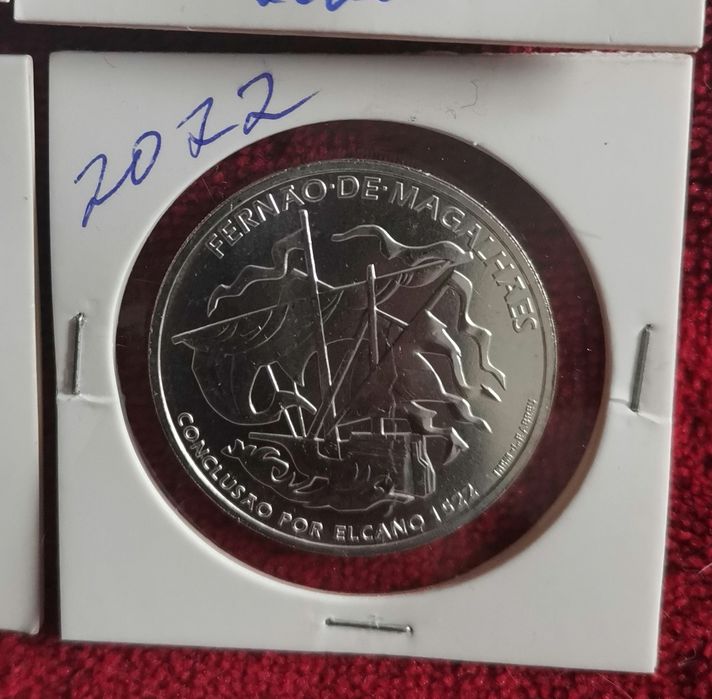 2022
FERNÃO·DE·MAGALHÃES
CONCLUSÃO POR ELCANO 1522